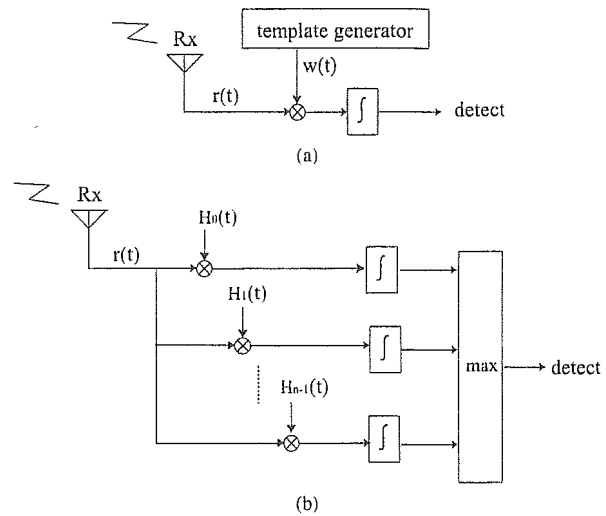 template generator
Rx
w(t)
r(t)
∫
detect
(a)
Rx
H₀(t)
r(t)
∫
H₁(t)
∫
max
detect
Hₙ₋₁(t)
∫
(b)